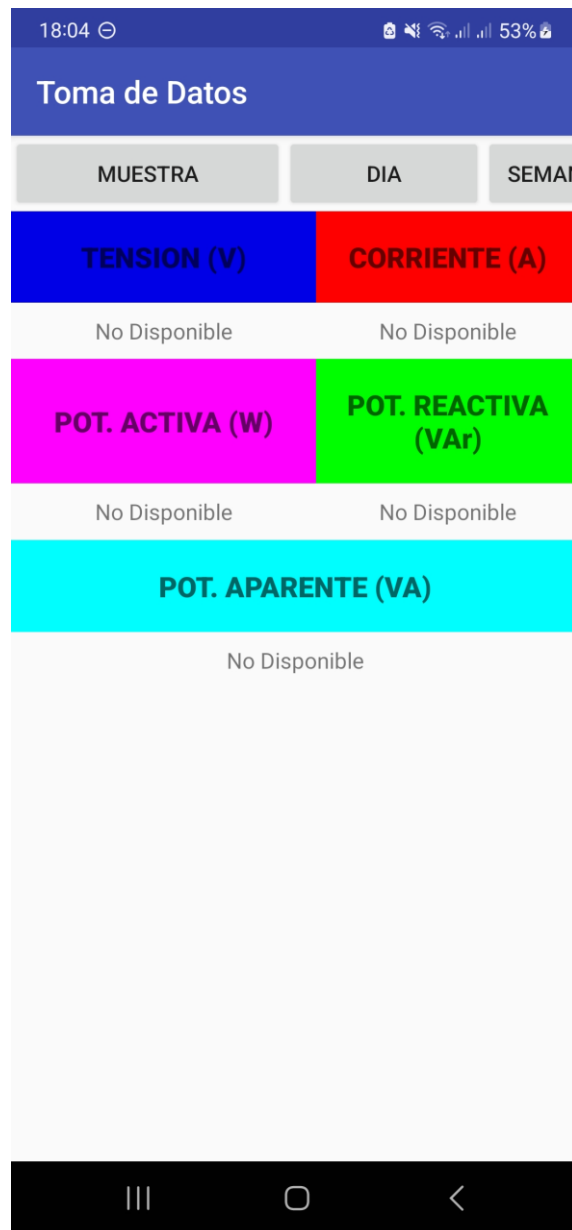 18:04 53%
Toma de Datos
MUESTRA DIA SEMAN
TENSION (V) CORRIENTE (A)
No Disponible No Disponible
POT. ACTIVA (W) POT. REACTIVA
(VAr)
No Disponible No Disponible
POT. APARENTE (VA)
No Disponible